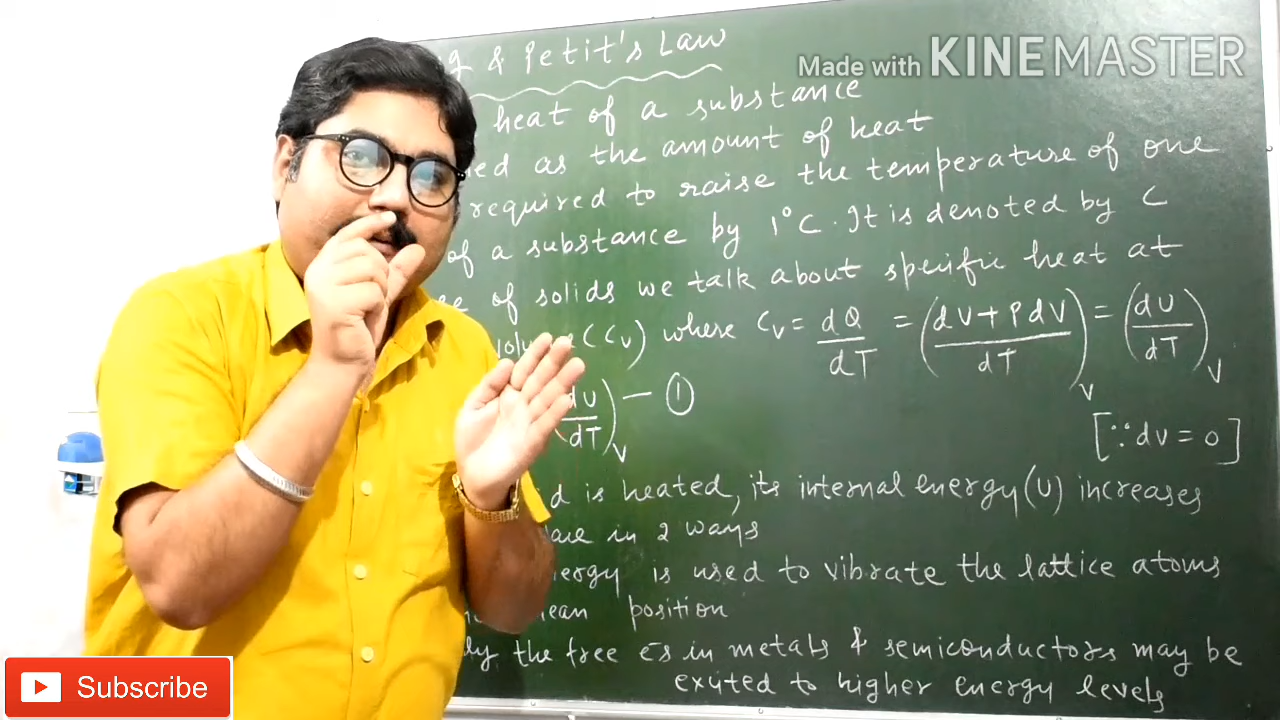 Made with KINEMASTER
& Petit's Law
heat of a substance
as the amount of heat
required to raise the temperature of one
of a substance by 1°C. It is denoted by C
of solids we talk about specific heat at
(Cv) where Cv = dQ/dT = ((dU+PdV)/dT)v = (dU/dT)v
dU/dT)v — ①
[∵ dv = 0]
is heated, its internal energy (U) increases
in 2 ways
is used to vibrate the lattice atoms
position
the free e̅s in metals & semiconductors may be
excited to higher energy levels
Subscribe